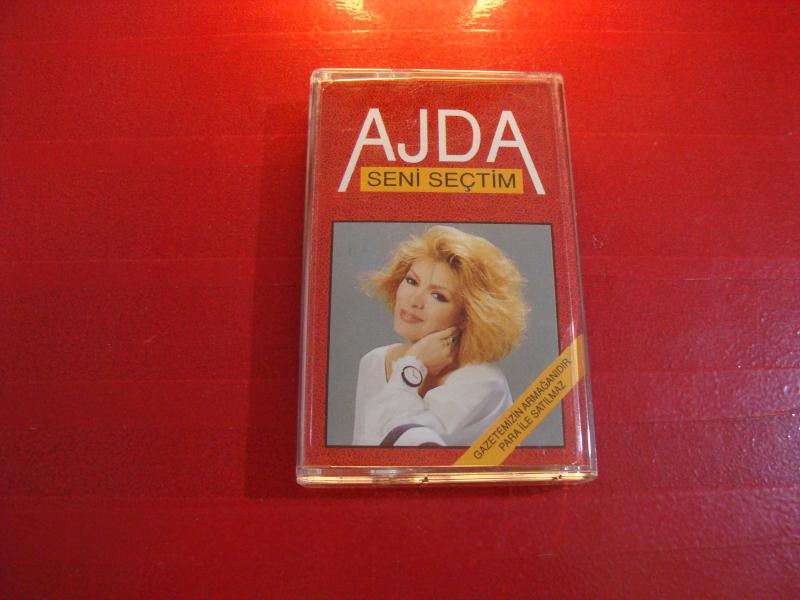 AJDA
SENİ SEÇTİM
GAZETEMİZİN ARMAĞANIDIR,
PARA İLE SATILMAZ